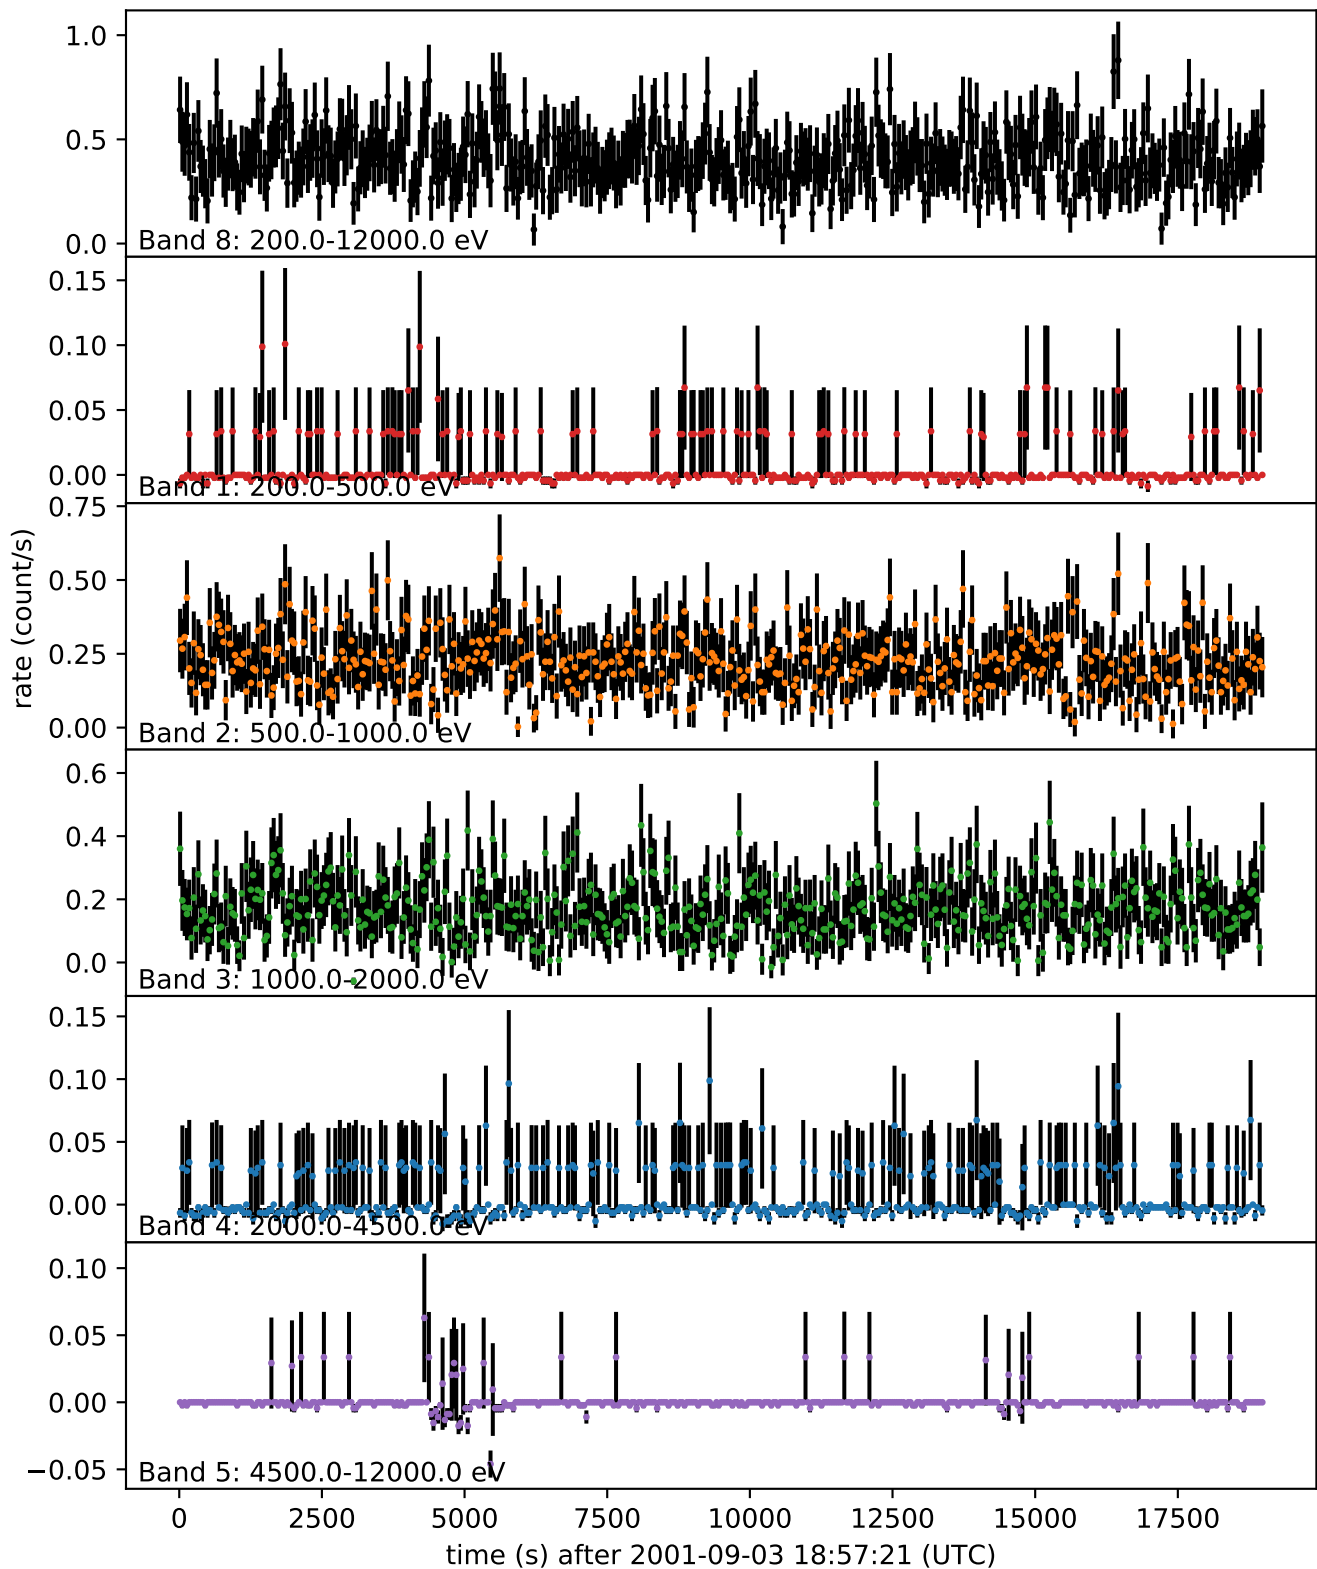 1.0
0.5
0.0
Band 8: 200.0-12000.0 eV
0.15
0.10
0.05
0.00
Band 1: 200.0-500.0 eV
0.75
0.50
0.25
0.00
Band 2: 500.0-1000.0 eV
rate (count/s)
0.6
0.4
0.2
0.0
Band 3: 1000.0-2000.0 eV
0.15
0.10
0.05
0.00
Band 4: 2000.0-4500.0 eV
0.10
0.05
0.00
−0.05
Band 5: 4500.0-12000.0 eV
0 2500 5000 7500 10000 12500 15000 17500
time (s) after 2001-09-03 18:57:21 (UTC)